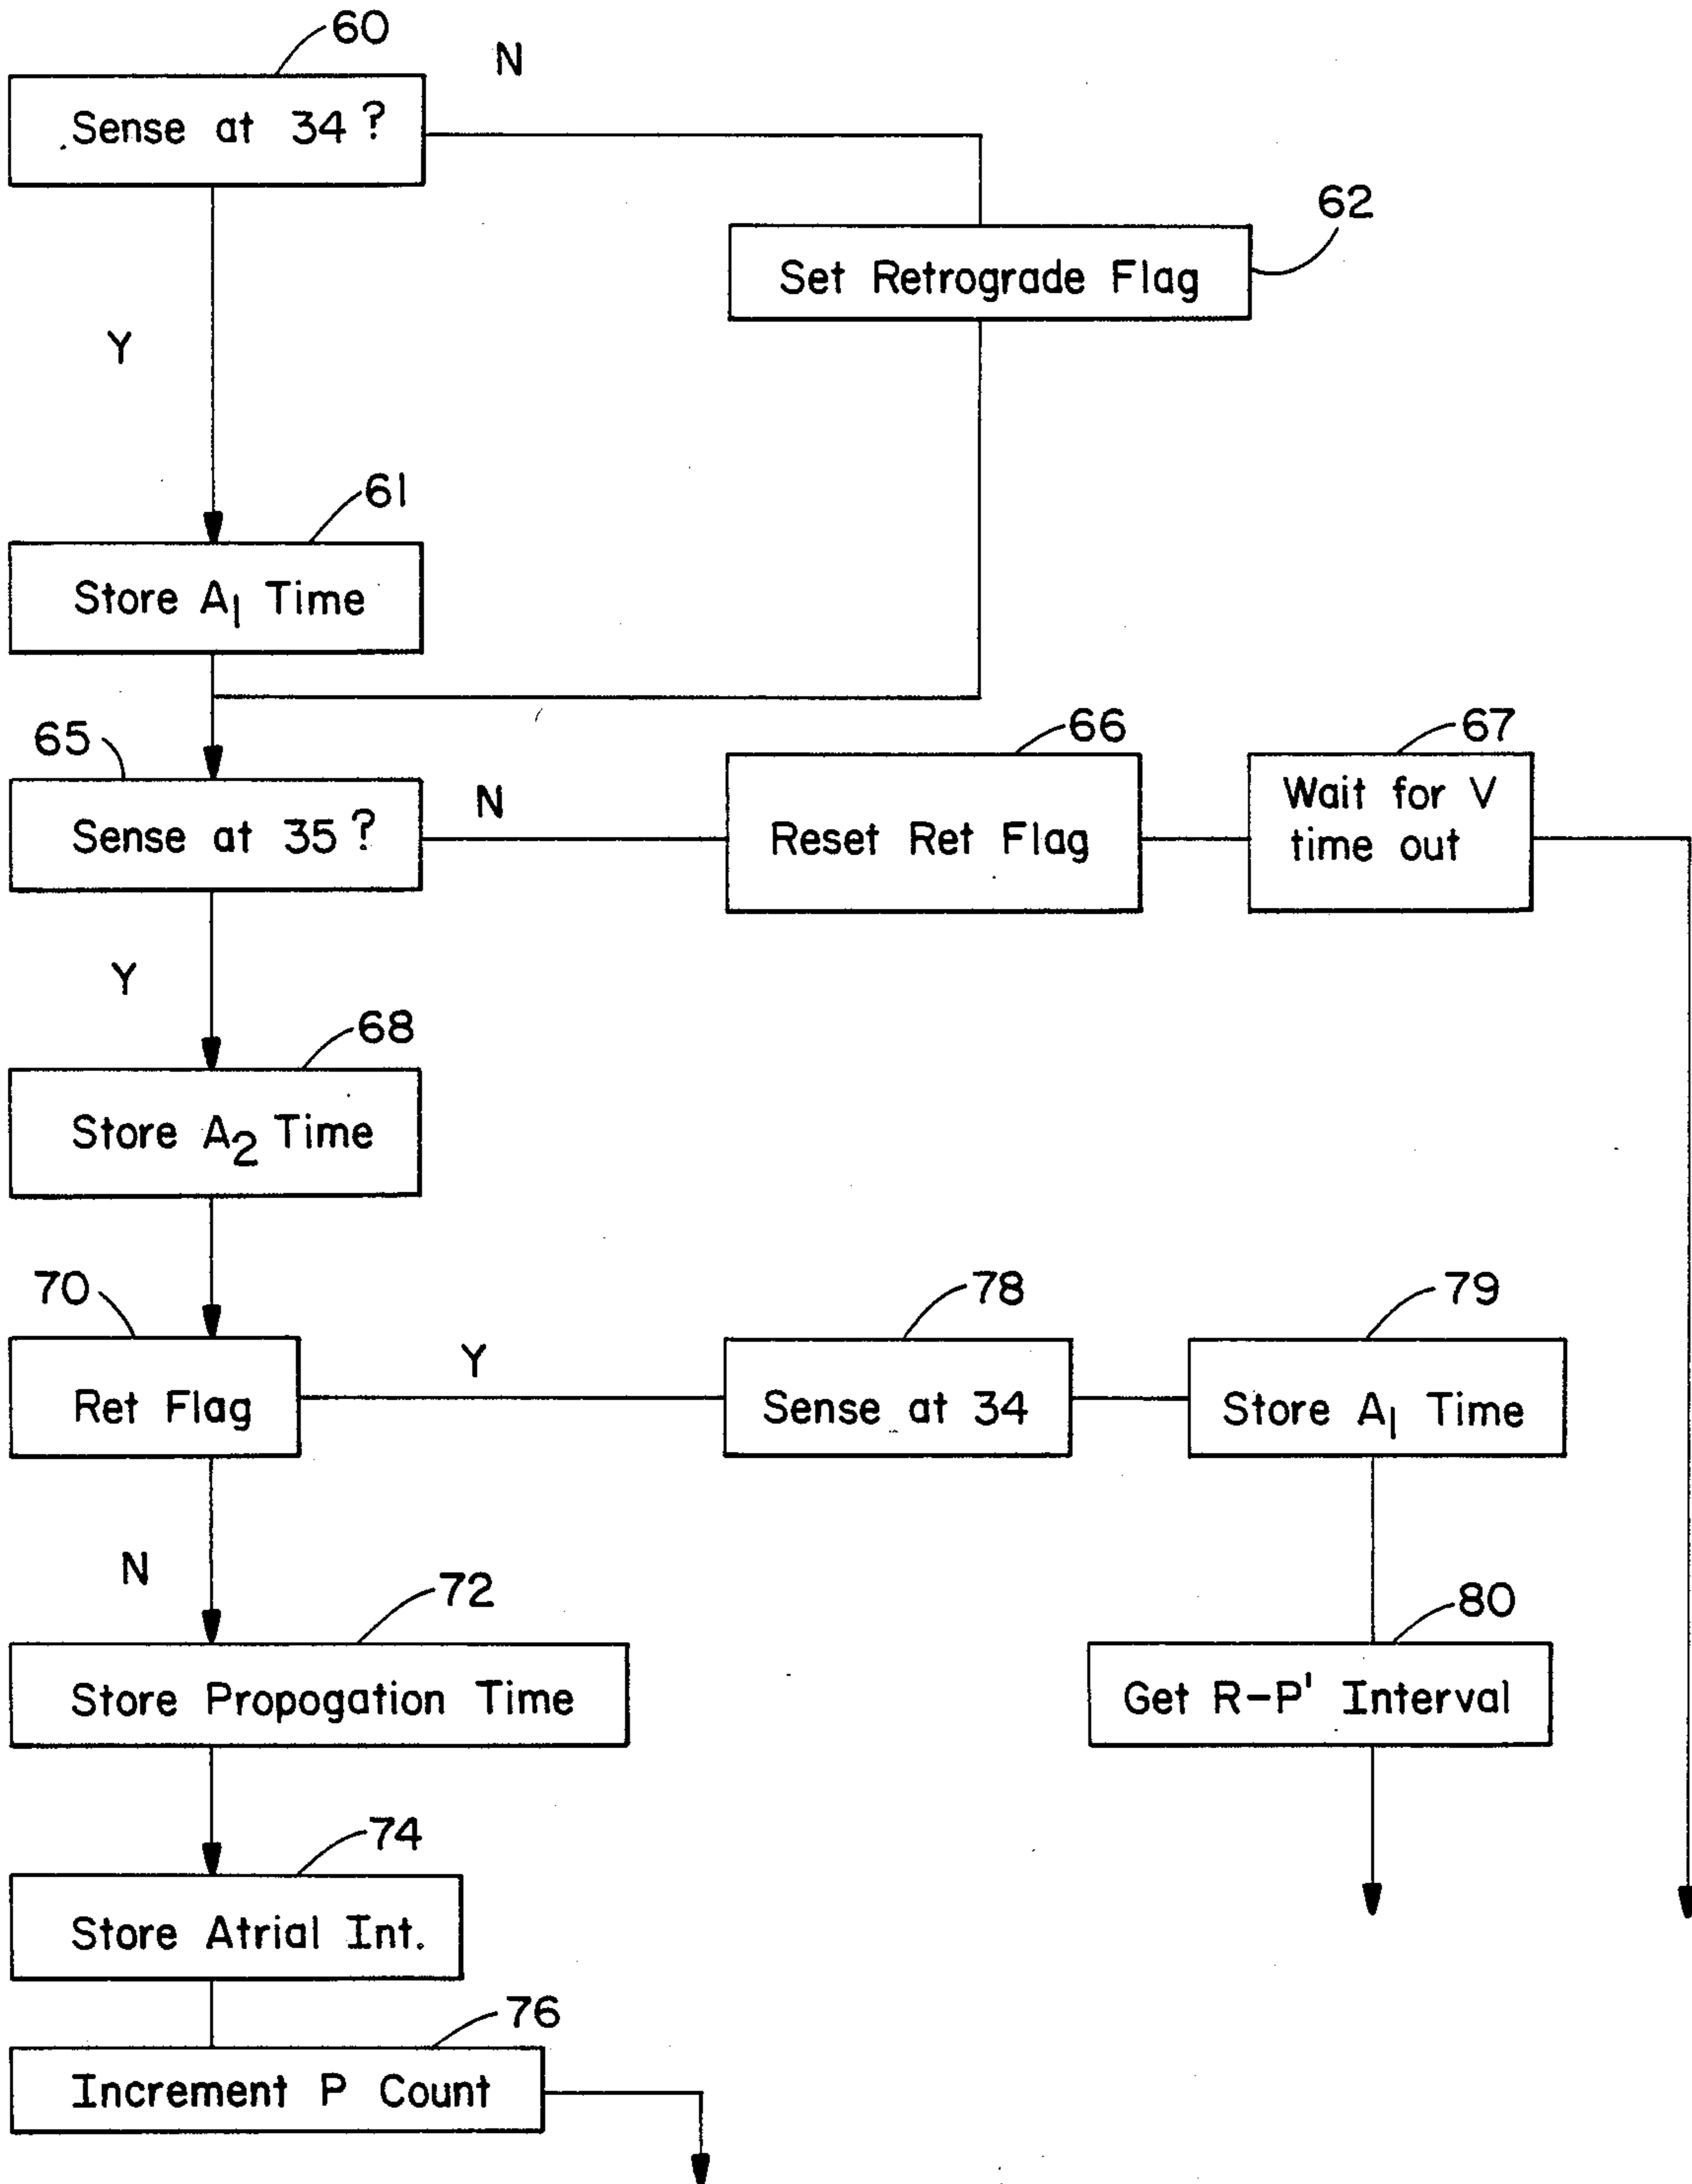 60
N
Sense at 34?
62
Set Retrograde Flag
Y
61
Store A₁ Time
65
66
67
Sense at 35?
N
Reset Ret Flag
Wait for V
time out
Y
68
Store A₂ Time
70
78
79
Ret Flag
Y
Sense at 34
Store A₁ Time
N
72
80
Store Propogation Time
Get R-P' Interval
74
Store Atrial Int.
76
Increment P Count